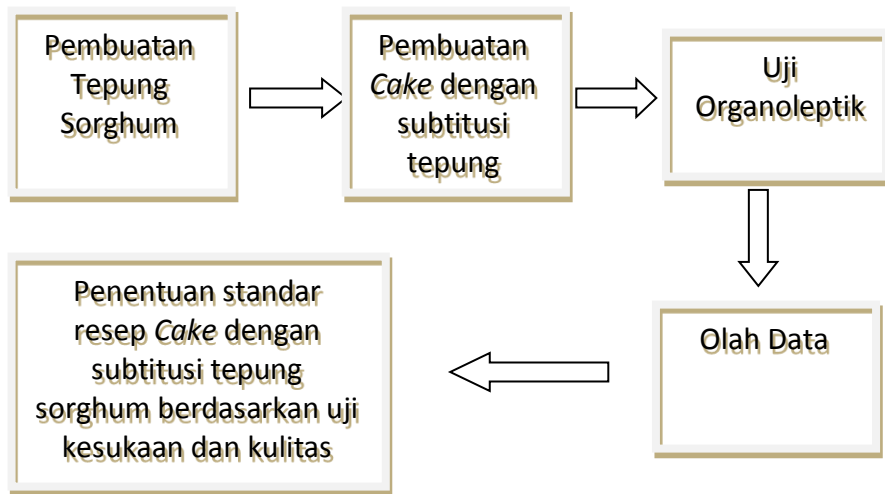 Pembuatan
Tepung
Sorghum
Pembuatan
Cake dengan
subtitusi
tepung
Uji
Organoleptik
Olah Data
Penentuan standar
resep Cake dengan
subtitusi tepung
sorghum berdasarkan uji
kesukaan dan kulitas